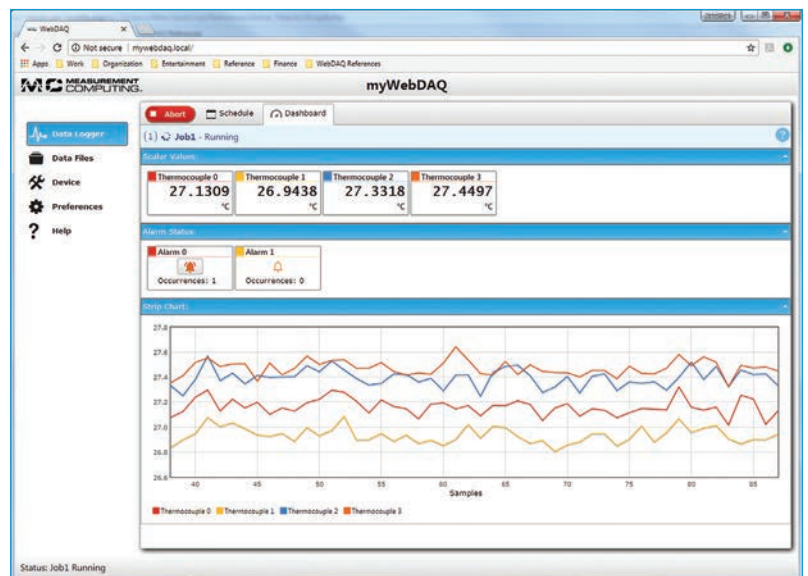 WebDAQ
Not secure | mywebdaq.local/
Apps Work Organization Entertainment Reference Finance WebDAQ References
MC MEASUREMENT COMPUTING.
myWebDAQ
Abort Schedule Dashboard
Data Logger
Data Files
Device
Preferences
Help
(1) Job1 - Running
Scalar Values:
Thermocouple 0
27.1309
°C
Thermocouple 1
26.9438
°C
Thermocouple 2
27.3318
°C
Thermocouple 3
27.4497
°C
Alarm Status:
Alarm 0
Occurrences: 1
Alarm 1
Occurrences: 0
Strip Chart:
27.8
27.6
27.4
27.2
27.0
26.8
26.6
40 45 50 55 60 65 70 75 80 85
Samples
Thermocouple 0 Thermocouple 1 Thermocouple 2 Thermocouple 3
Status: Job1 Running